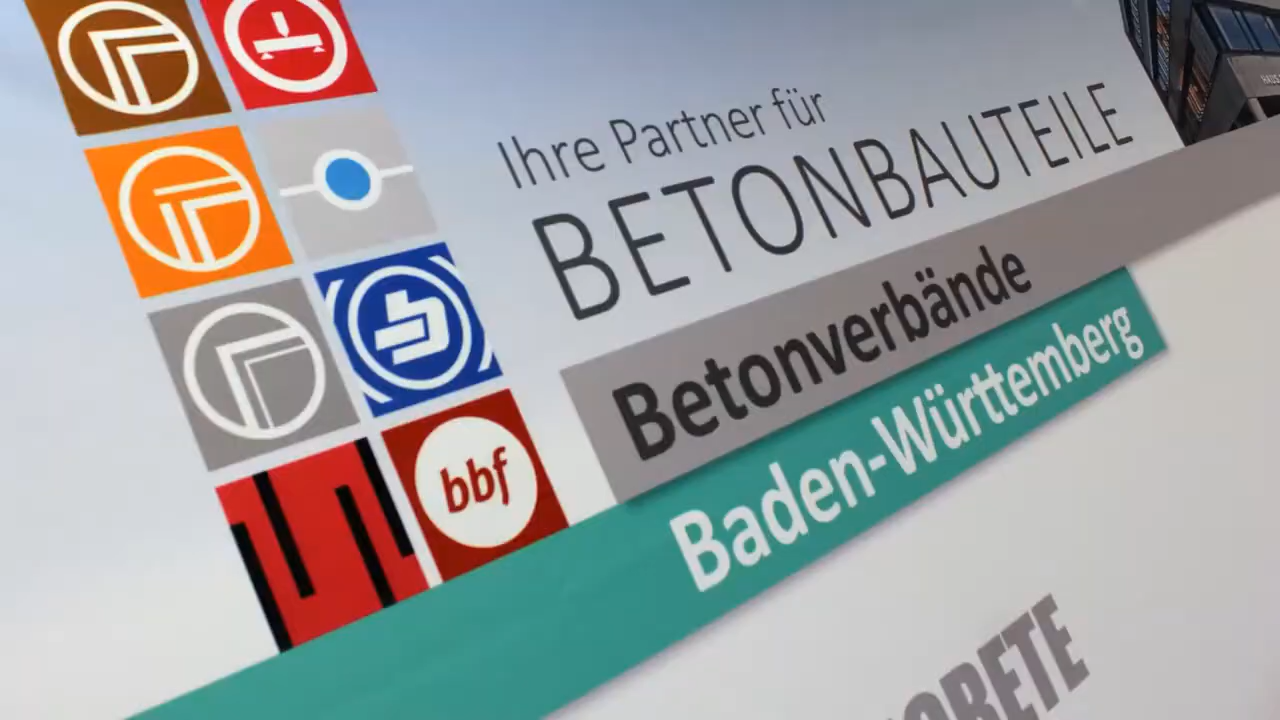 Ihre Partner für
BETONBAUTEILE
Betonverbände
Baden-Württemberg
bbf